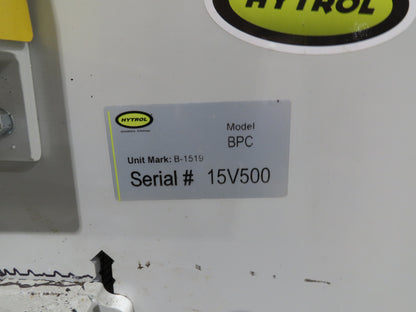 HYTROL
HYTROL
Model
BPC
Unit Mark: B-1519
Serial # 15V500